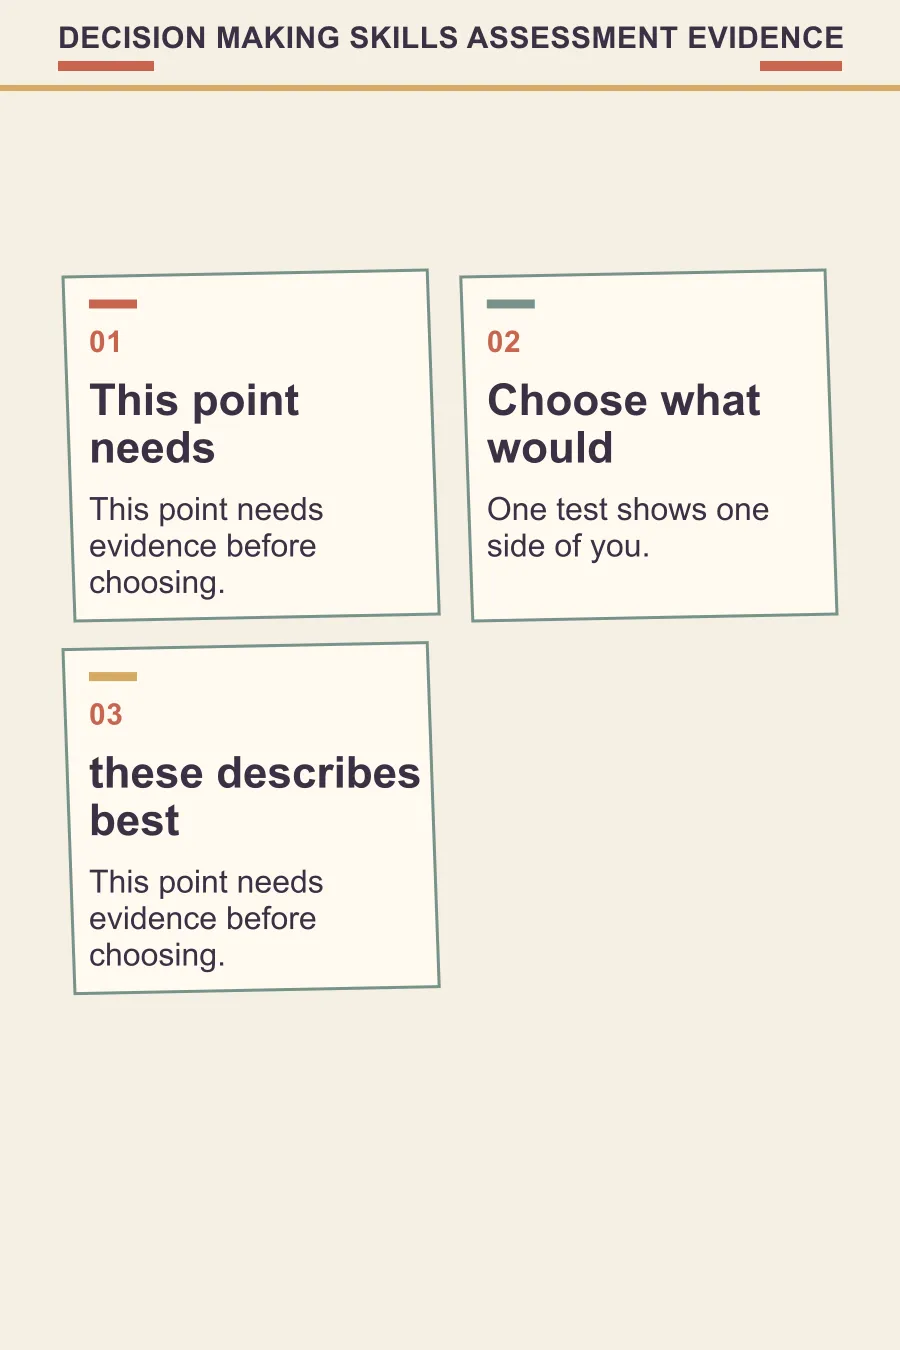 DECISION MAKING SKILLS ASSESSMENT EVIDENCE
01
This point
needs
This point needs
evidence before
choosing.
02
Choose what
would
One test shows one
side of you.
03
these describes
best
This point needs
evidence before
choosing.